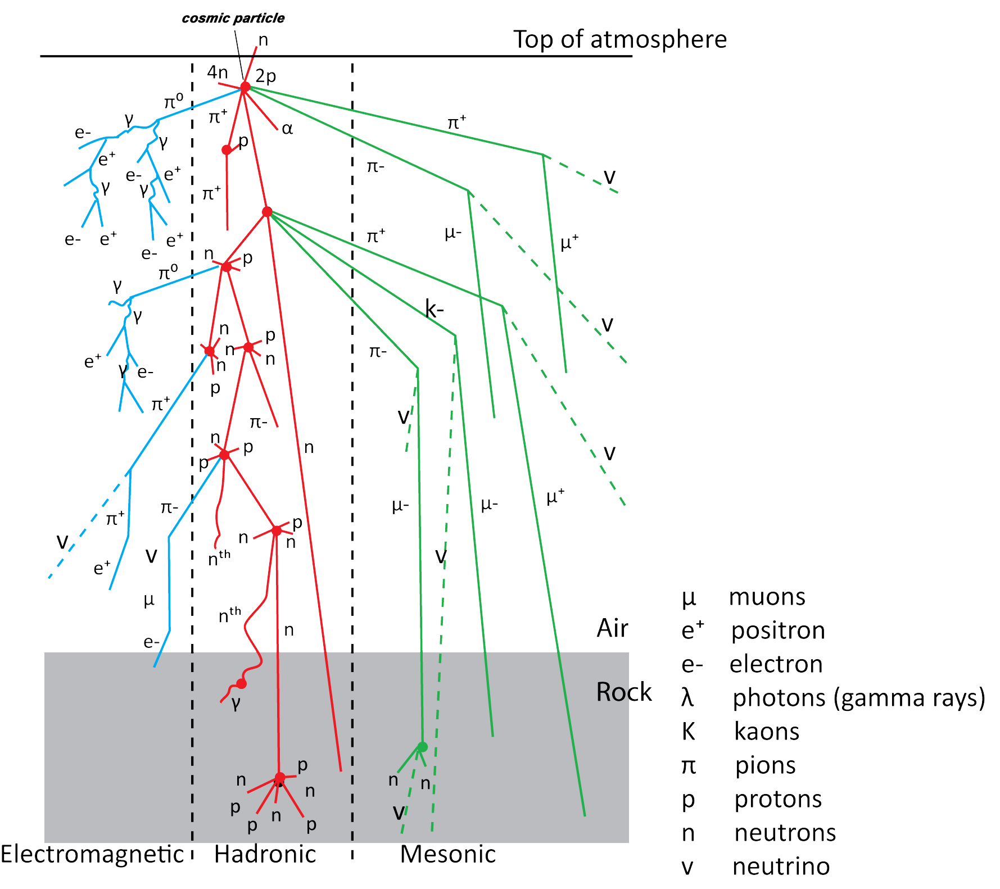 cosmic particle
n
Top of atmosphere
4n
2p
π⁰
π⁺
α
γ
e-
p
γ
e⁺
e-
e⁺
γ
γ
π⁺
e-
e⁺
e-
e⁺
π⁺
π-
ν
π⁺
μ-
μ⁺
n
p
π⁰
γ
γ
k-
ν
n
n
p
n
n
p
π-
e⁺
γ
e-
π⁺
π-
ν
n
p
p
n
ν
π-
π⁺
ν
ν
e⁺
μ
e-
n
p
n
nᵗʰ
nᵗʰ
n
μ-
μ-
μ⁺
ν
Air
Rock
γ
p
n
n
p
n
p
p
n
n
ν
Electromagnetic
Hadronic
Mesonic
μ muons
e⁺ positron
e- electron
λ photons (gamma rays)
K kaons
π pions
p protons
n neutrons
ν neutrino